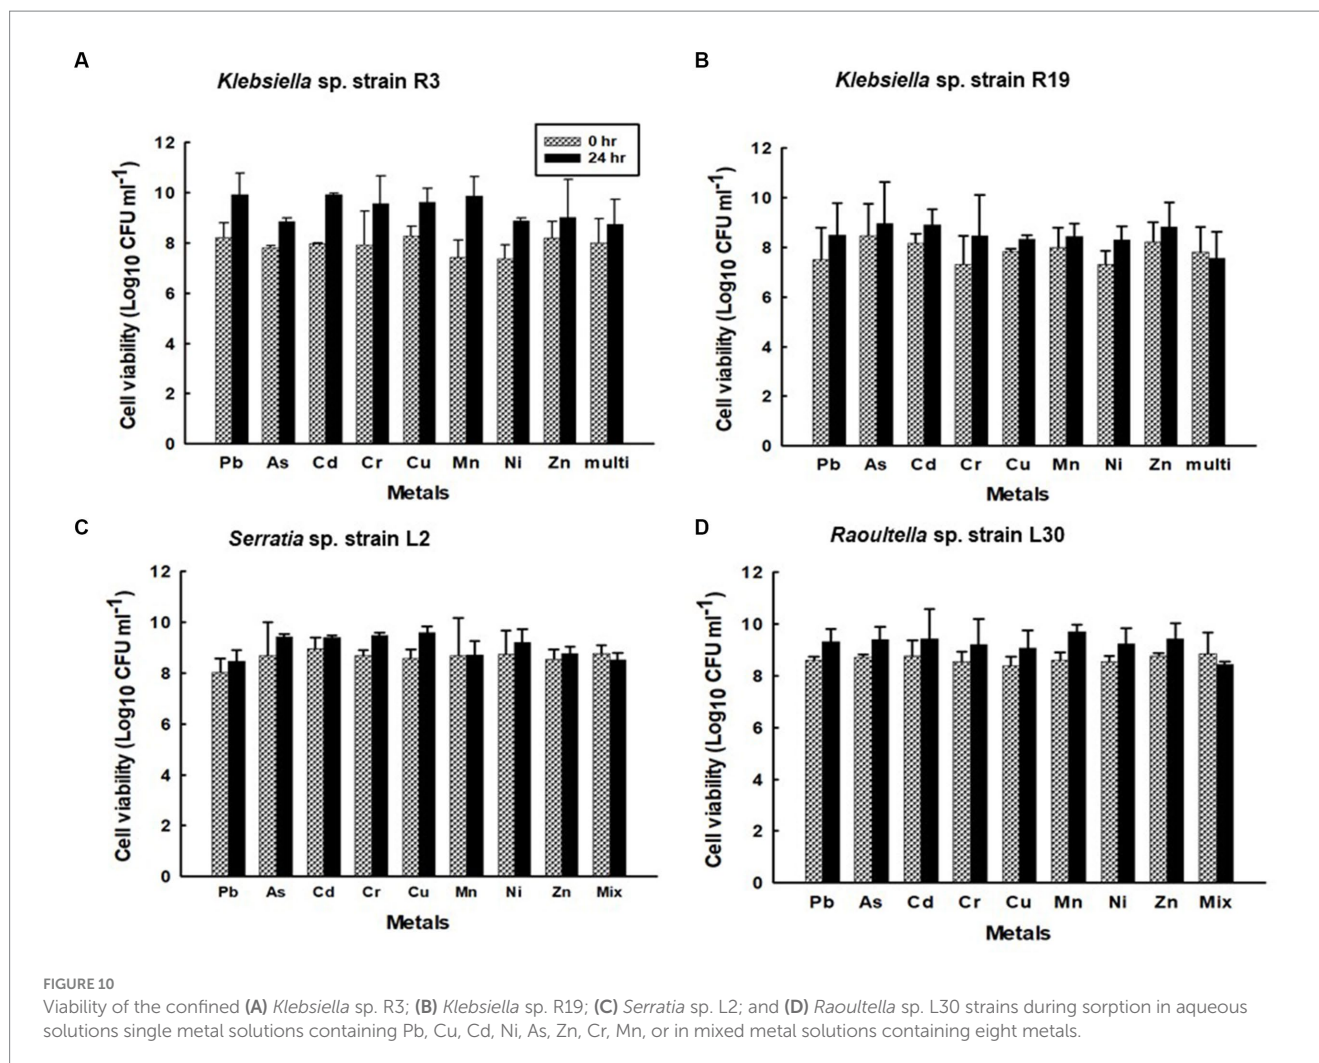 A
Klebsiella sp. strain R3
0 hr
24 hr
Cell viability (Log10 CFU ml-1)
12
10
8
6
4
2
0
Pb As Cd Cr Cu Mn Ni Zn multi
Metals
B
Klebsiella sp. strain R19
Cell viability (Log10 CFU ml-1)
12
10
8
6
4
2
0
Pb As Cd Cr Cu Mn Ni Zn multi
Metals
C
Serratia sp. strain L2
Cell viability (Log10 CFU ml-1)
12
10
8
6
4
2
0
Pb As Cd Cr Cu Mn Ni Zn Mix
Metals
D
Raoultella sp. strain L30
Cell viability (Log10 CFU ml-1)
12
10
8
6
4
2
0
Pb As Cd Cr Cu Mn Ni Zn Mix
Metals
FIGURE 10
Viability of the confined (A) Klebsiella sp. R3; (B) Klebsiella sp. R19; (C) Serratia sp. L2; and (D) Raoultella sp. L30 strains during sorption in aqueous
solutions single metal solutions containing Pb, Cu, Cd, Ni, As, Zn, Cr, Mn, or in mixed metal solutions containing eight metals.